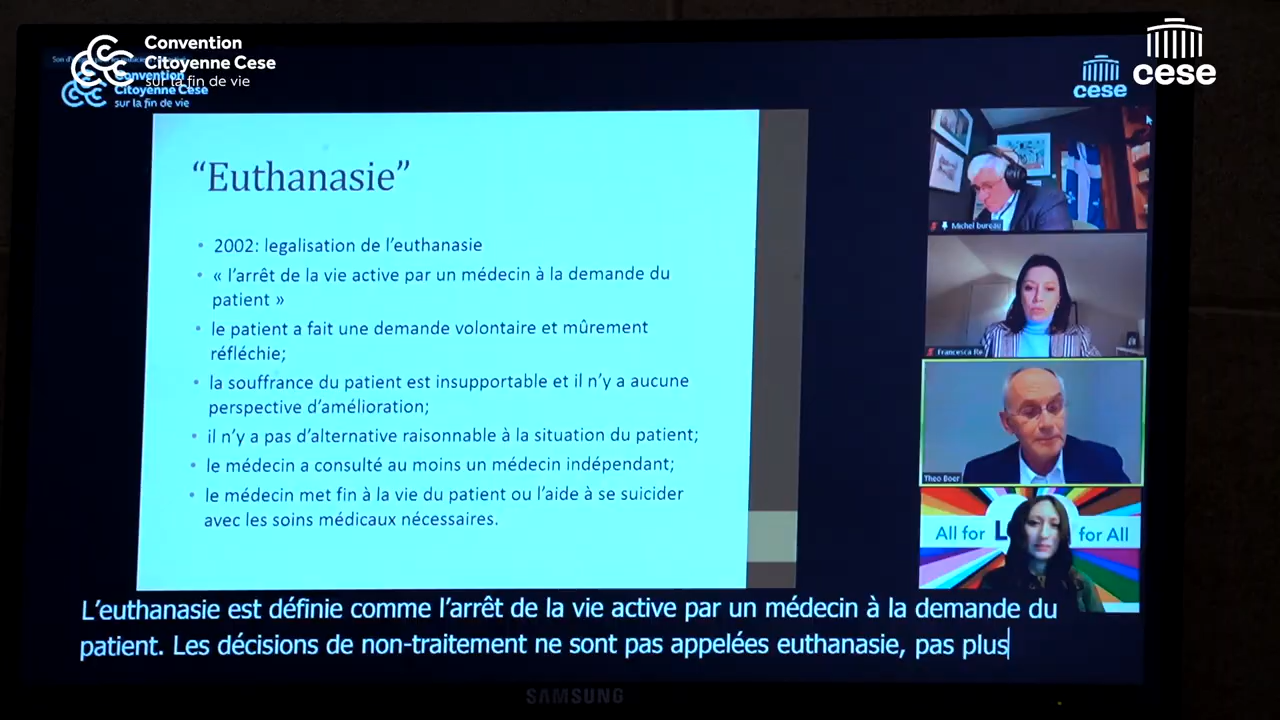 Convention
Citoyenne Cese
sur la fin de vie
cese
Convention
Citoyenne Cese
sur la fin de vie
cese
“Euthanasie”
• 2002: legalisation de l’euthanasie
• « l’arrêt de la vie active par un médecin à la demande du
patient »
• le patient a fait une demande volontaire et mûrement
réfléchie;
• la souffrance du patient est insupportable et il n’y a aucune
perspective d’amélioration;
• il n’y a pas d’alternative raisonnable à la situation du patient;
• le médecin a consulté au moins un médecin indépendant;
• le médecin met fin à la vie du patient ou l’aide à se suicider
avec les soins médicaux nécessaires.
Michel bureau
Francesca Re
Theo Boer
All for L for All
L’euthanasie est définie comme l’arrêt de la vie active par un médecin à la demande du
patient. Les décisions de non-traitement ne sont pas appelées euthanasie, pas plus
SAMSUNG